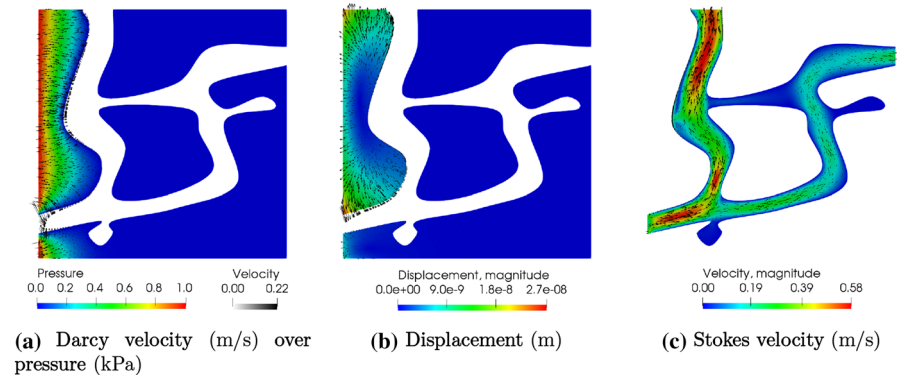 Pressure
0.0 0.2 0.4 0.6 0.8 1.0
Velocity
0.00 0.22
Displacement, magnitude
0.0e+00 9.0e-9 1.8e-8 2.7e-08
Velocity, magnitude
0.00 0.19 0.39 0.58
(a) Darcy velocity (m/s) over
pressure (kPa)
(b) Displacement (m)
(c) Stokes velocity (m/s)